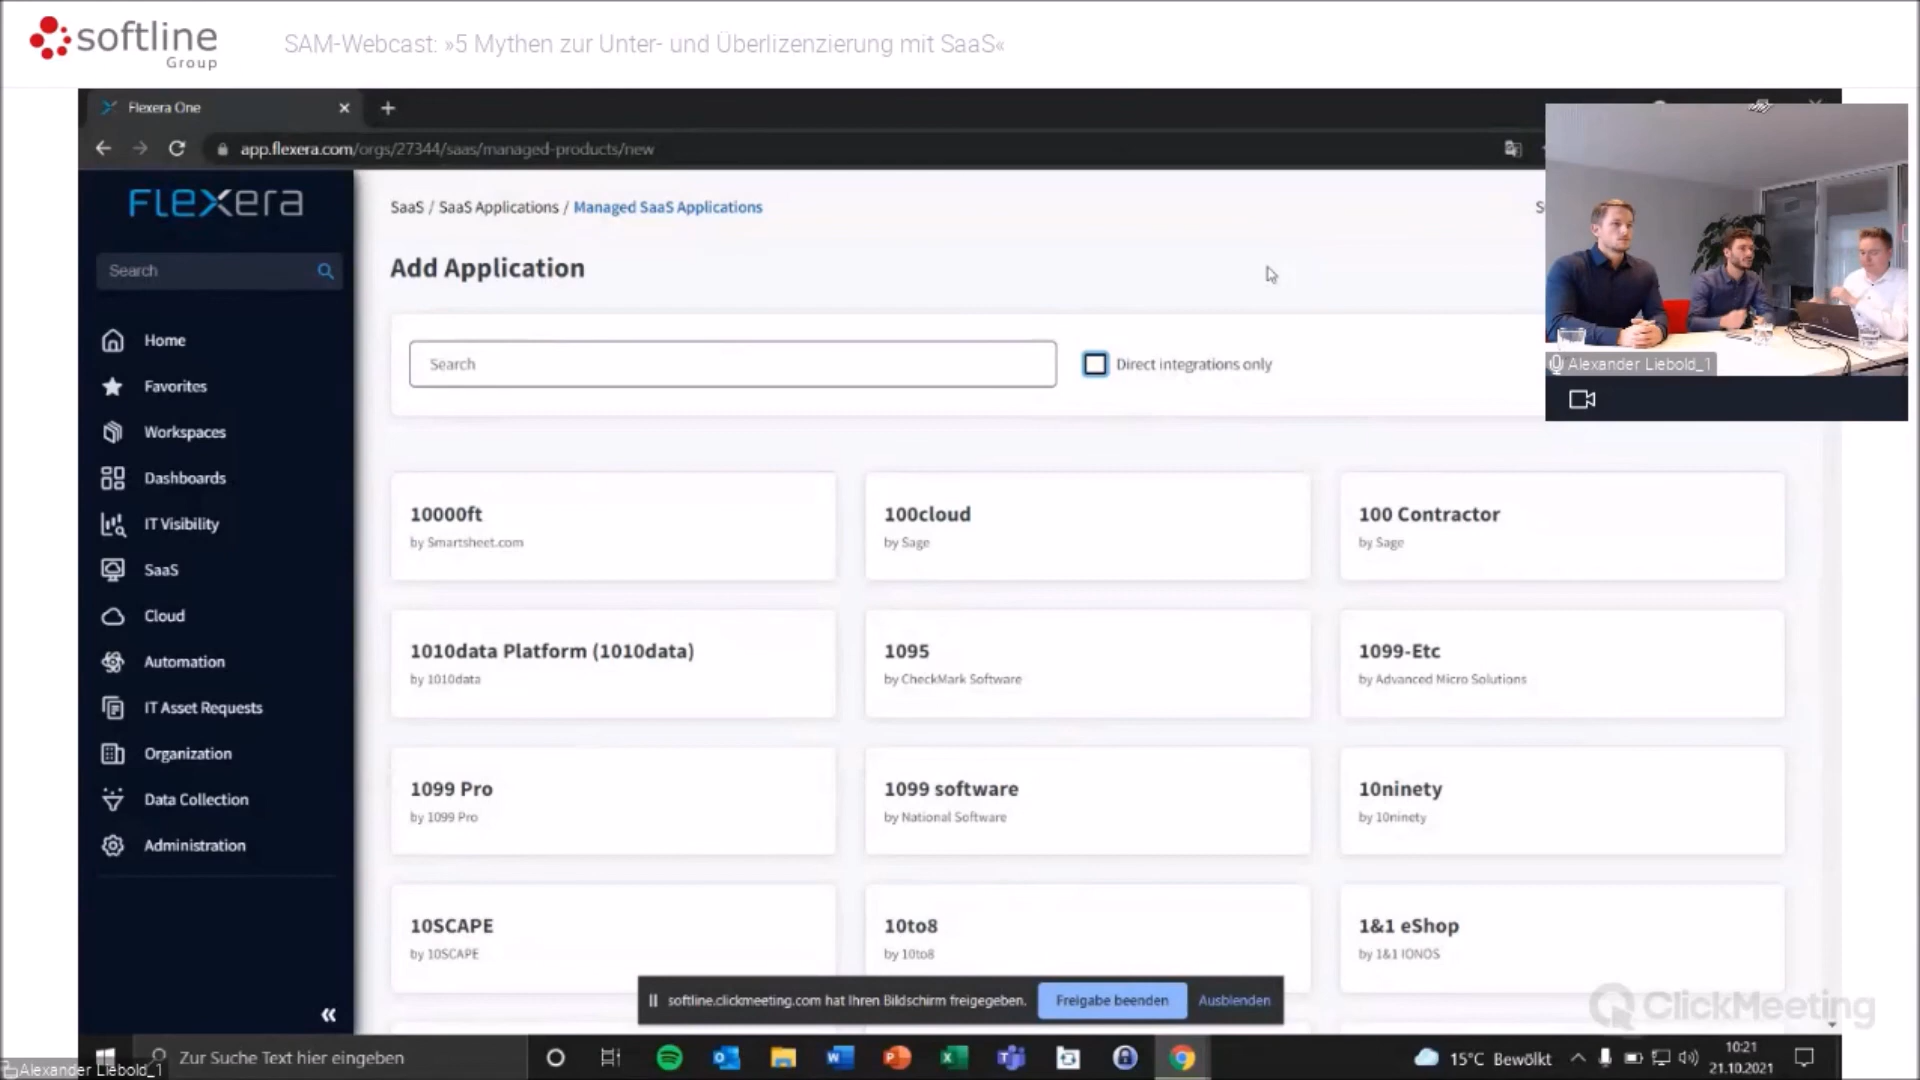 softline
Group
SAM-Webcast: »5 Mythen zur Unter- und Überlizenzierung mit SaaS«
Flexera One
app.flexera.com/orgs/27344/saas/managed-products/new
FLEXERA
Search
Home
Favorites
Workspaces
Dashboards
IT Visibility
SaaS
Cloud
Automation
IT Asset Requests
Organization
Data Collection
Administration
SaaS / SaaS Applications / Managed SaaS Applications
Add Application
Search
Direct integrations only
Alexander Liebold_1
10000ft
by Smartsheet.com
100cloud
by Sage
100 Contractor
by Sage
1010data Platform (1010data)
by 1010data
1095
by CheckMark Software
1099-Etc
by Advanced Micro Solutions
1099 Pro
by 1099 Pro
1099 software
by National Software
10ninety
by 10ninety
10SCAPE
by 10SCAPE
10to8
by 10to8
1&1 eShop
by 1&1 IONOS
softline.clickmeeting.com hat Ihren Bildschirm freigegeben.
Freigabe beenden
Ausblenden
ClickMeeting
Zur Suche Text hier eingeben
15°C Bewölkt
10:21
21.10.2021
Alexander Liebold_1